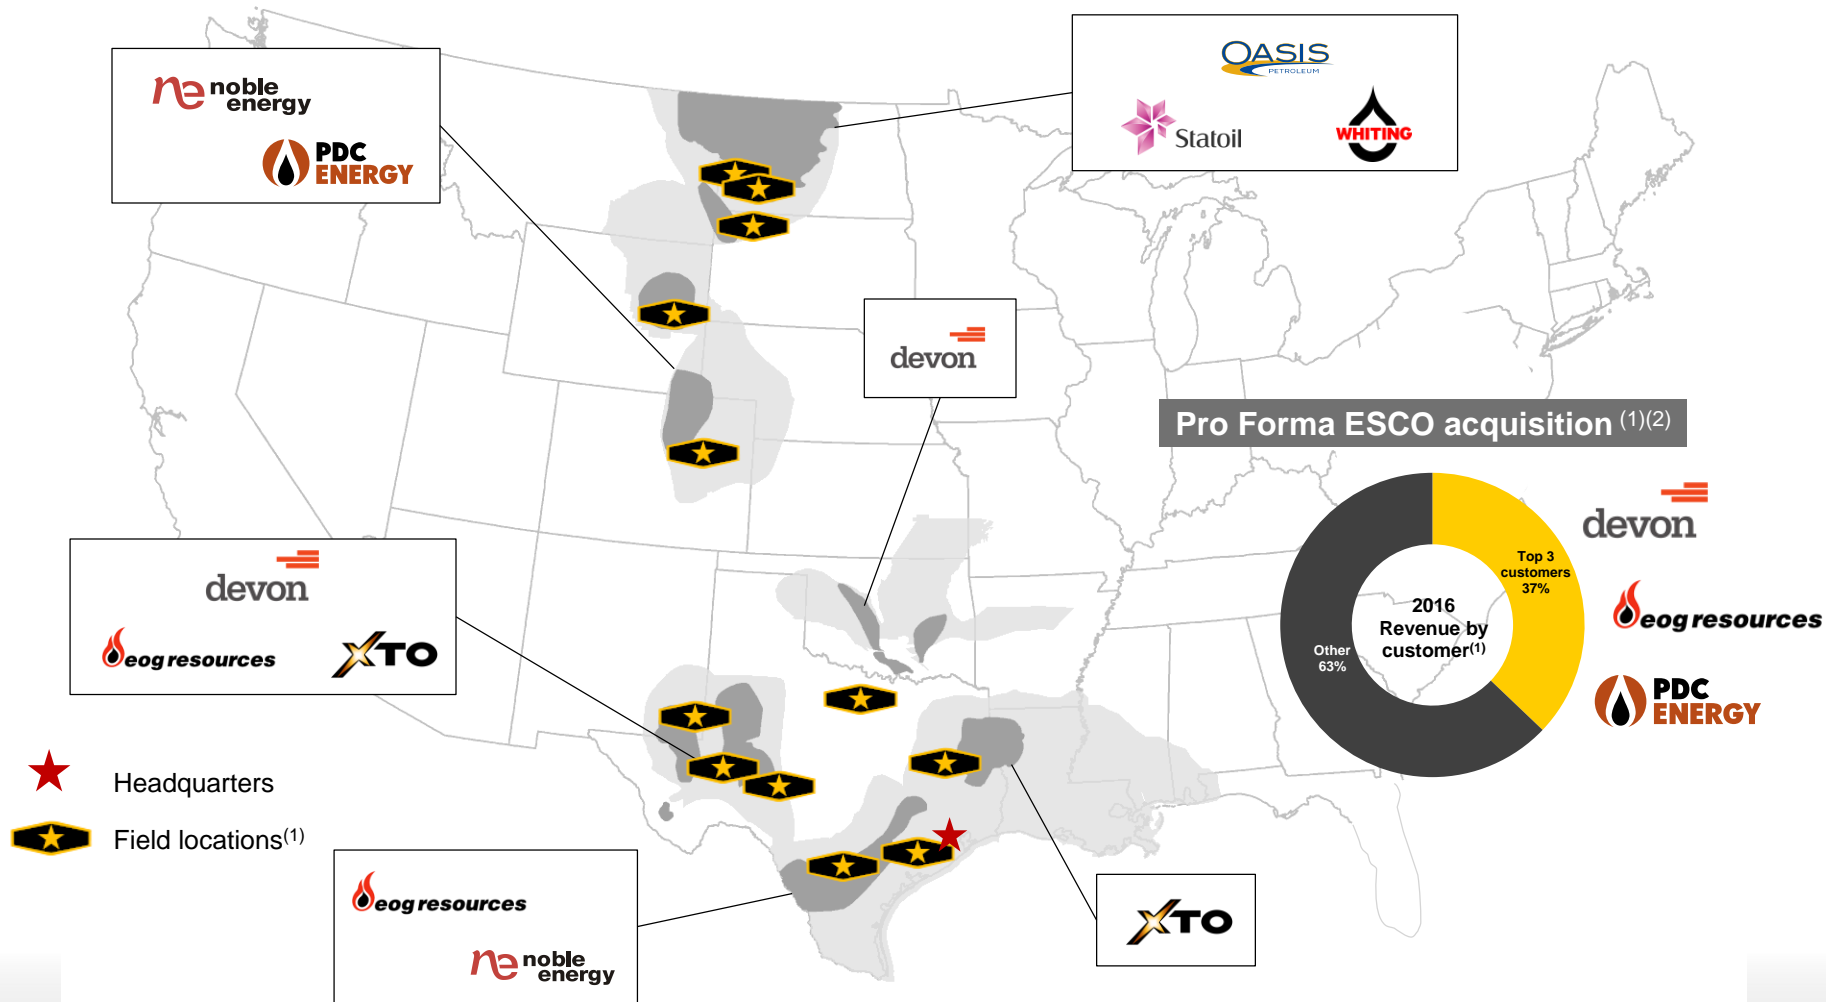 noble
energy
PDC
ENERGY
OASIS
PETROLEUM
Statoil
WHITING
devon
Pro Forma ESCO acquisition (1)(2)
Top 3
customers
37%
2016
Revenue by
customer(1)
Other
63%
devon
eog resources
PDC
ENERGY
devon
eog resources
XTO
Headquarters
Field locations(1)
eog resources
noble
energy
XTO